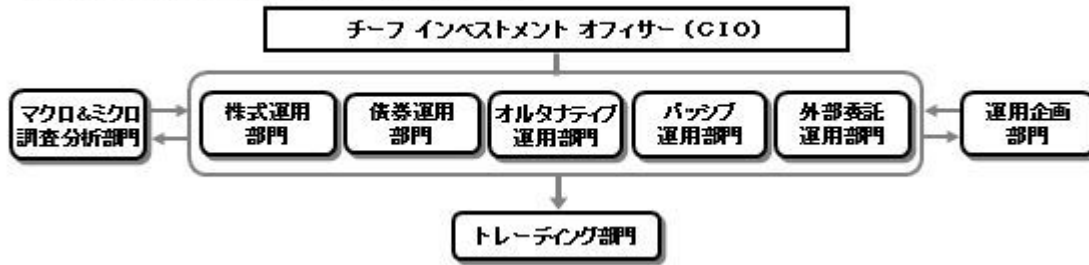 チーフ インベストメント オフィサー (CIO)
マクロ&ミクロ
調査分析部門
株式運用
部門
債券運用
部門
オルタナティブ
運用部門
パッシブ
運用部門
外部委託
運用部門
運用企画
部門
トレーディング部門